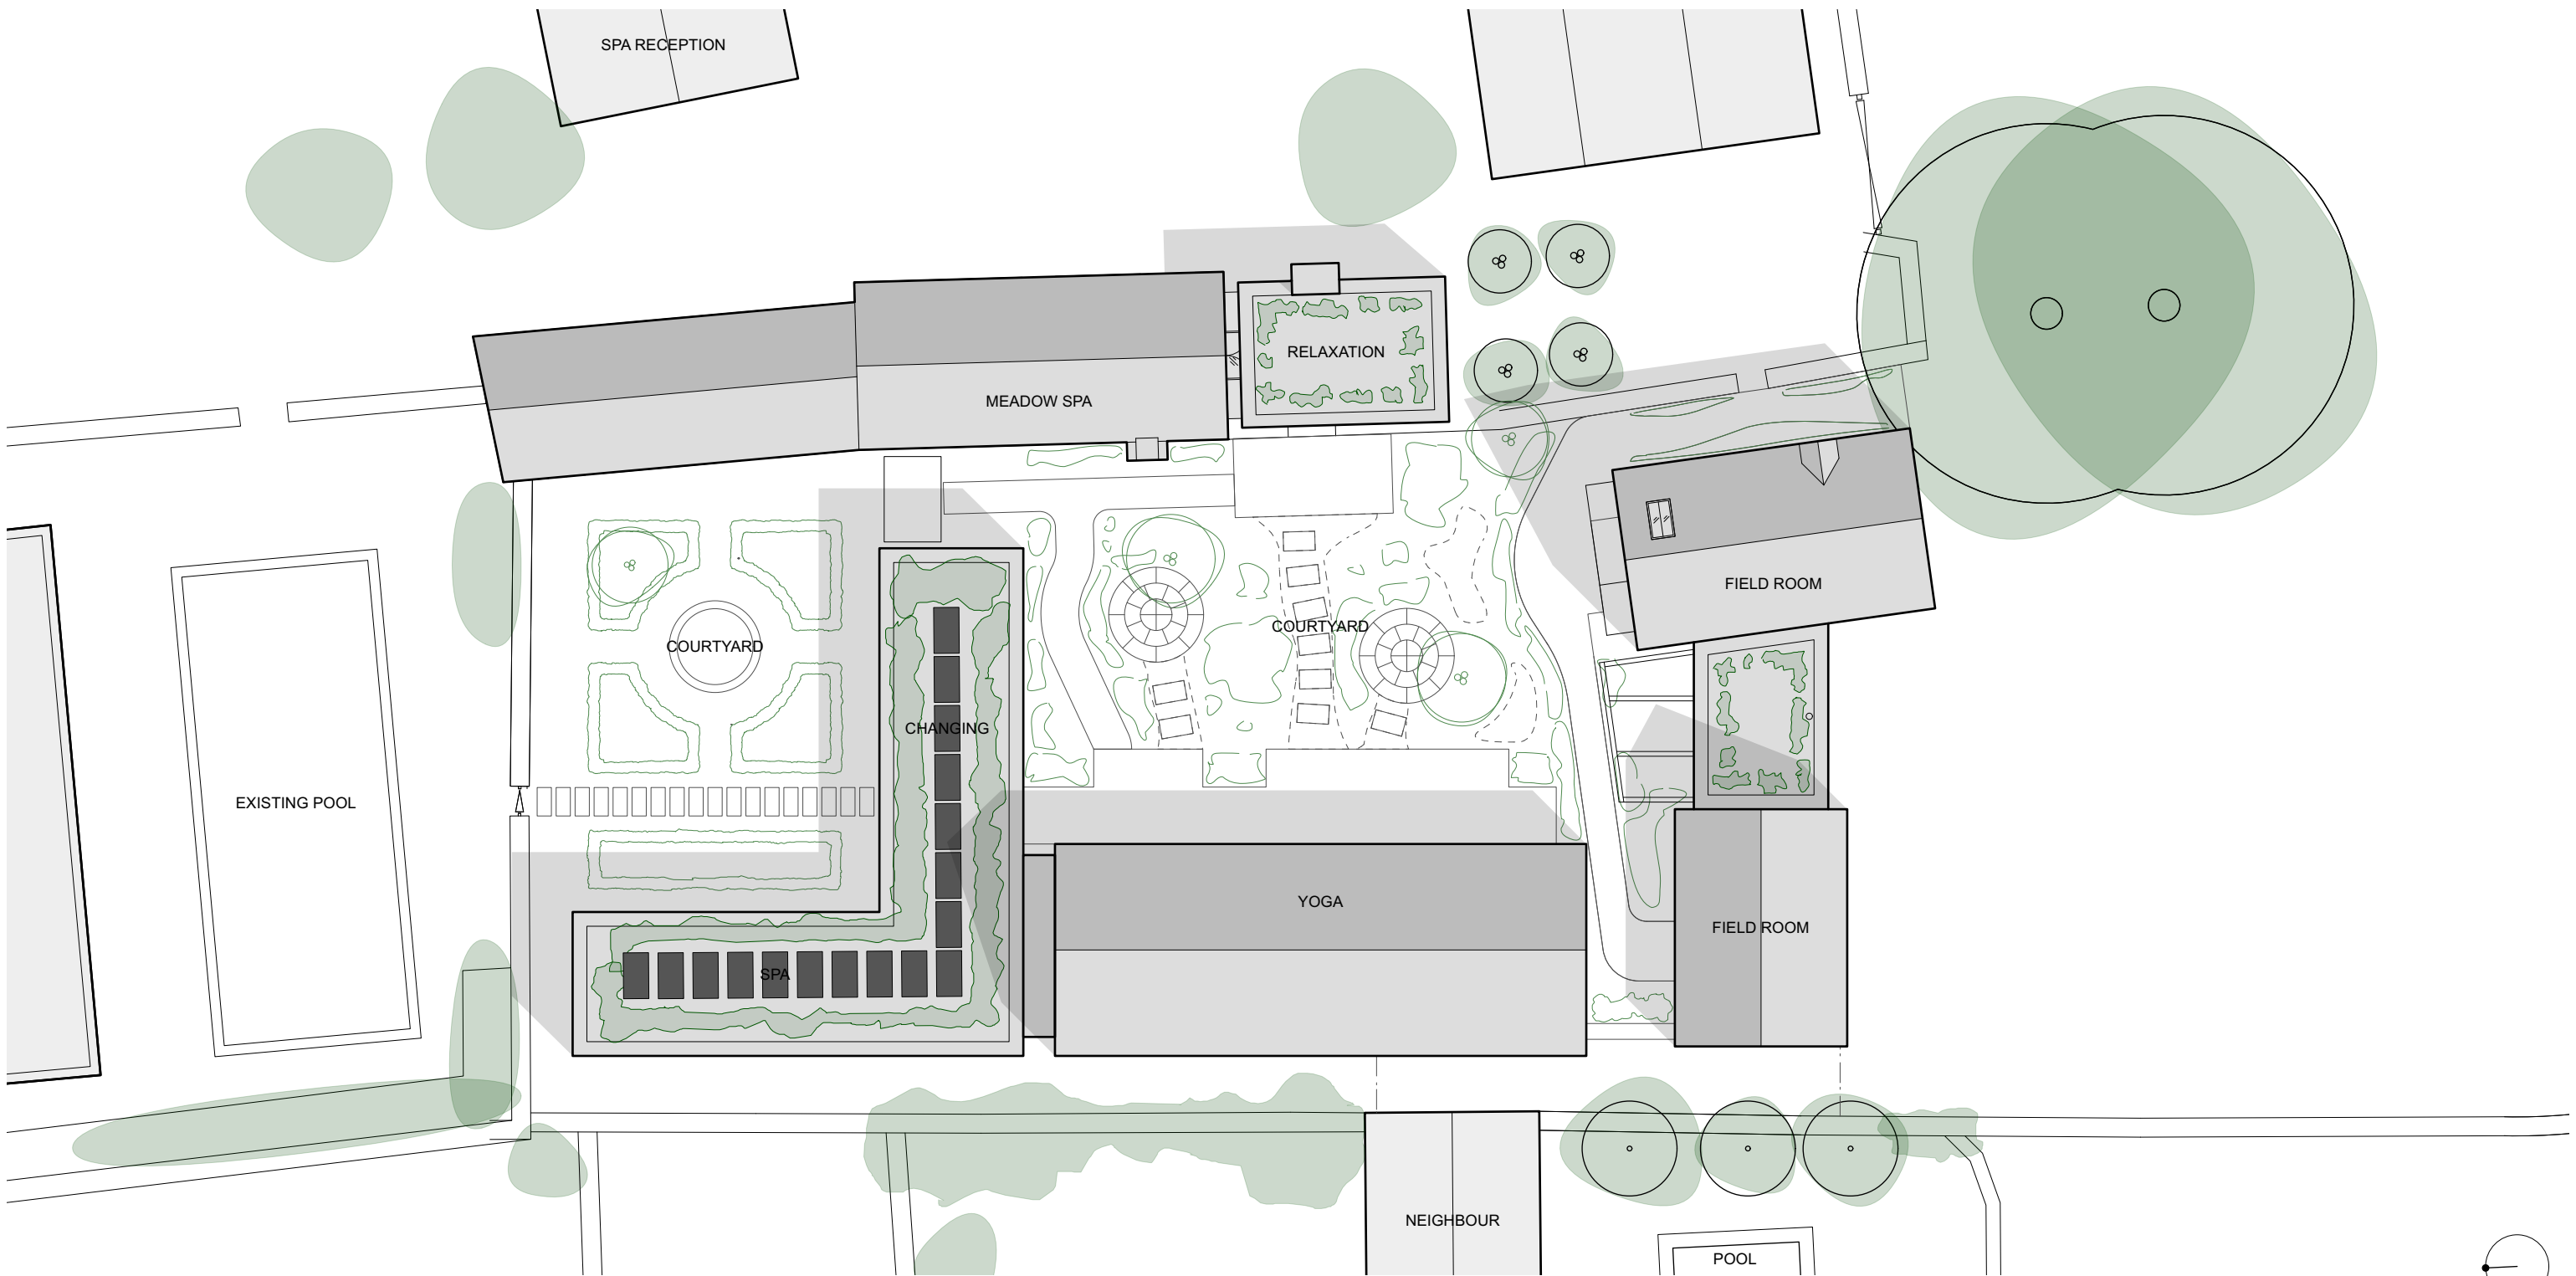 SPA RECEPTION
RELAXATION
MEADOW SPA
FIELD ROOM
COURTYARD
COURTYARD
CHANGING
EXISTING POOL
YOGA
FIELD ROOM
SPA
NEIGHBOUR
POOL